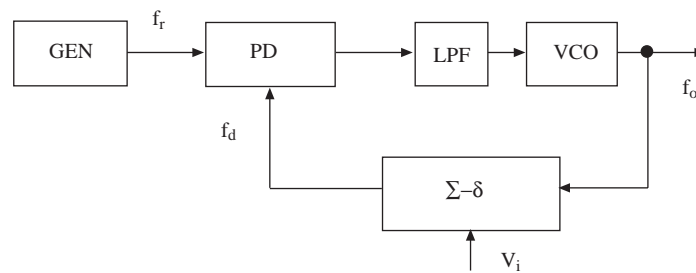 f_r
GEN
PD
LPF
VCO
f_o
f_d
Σ–δ
V_i